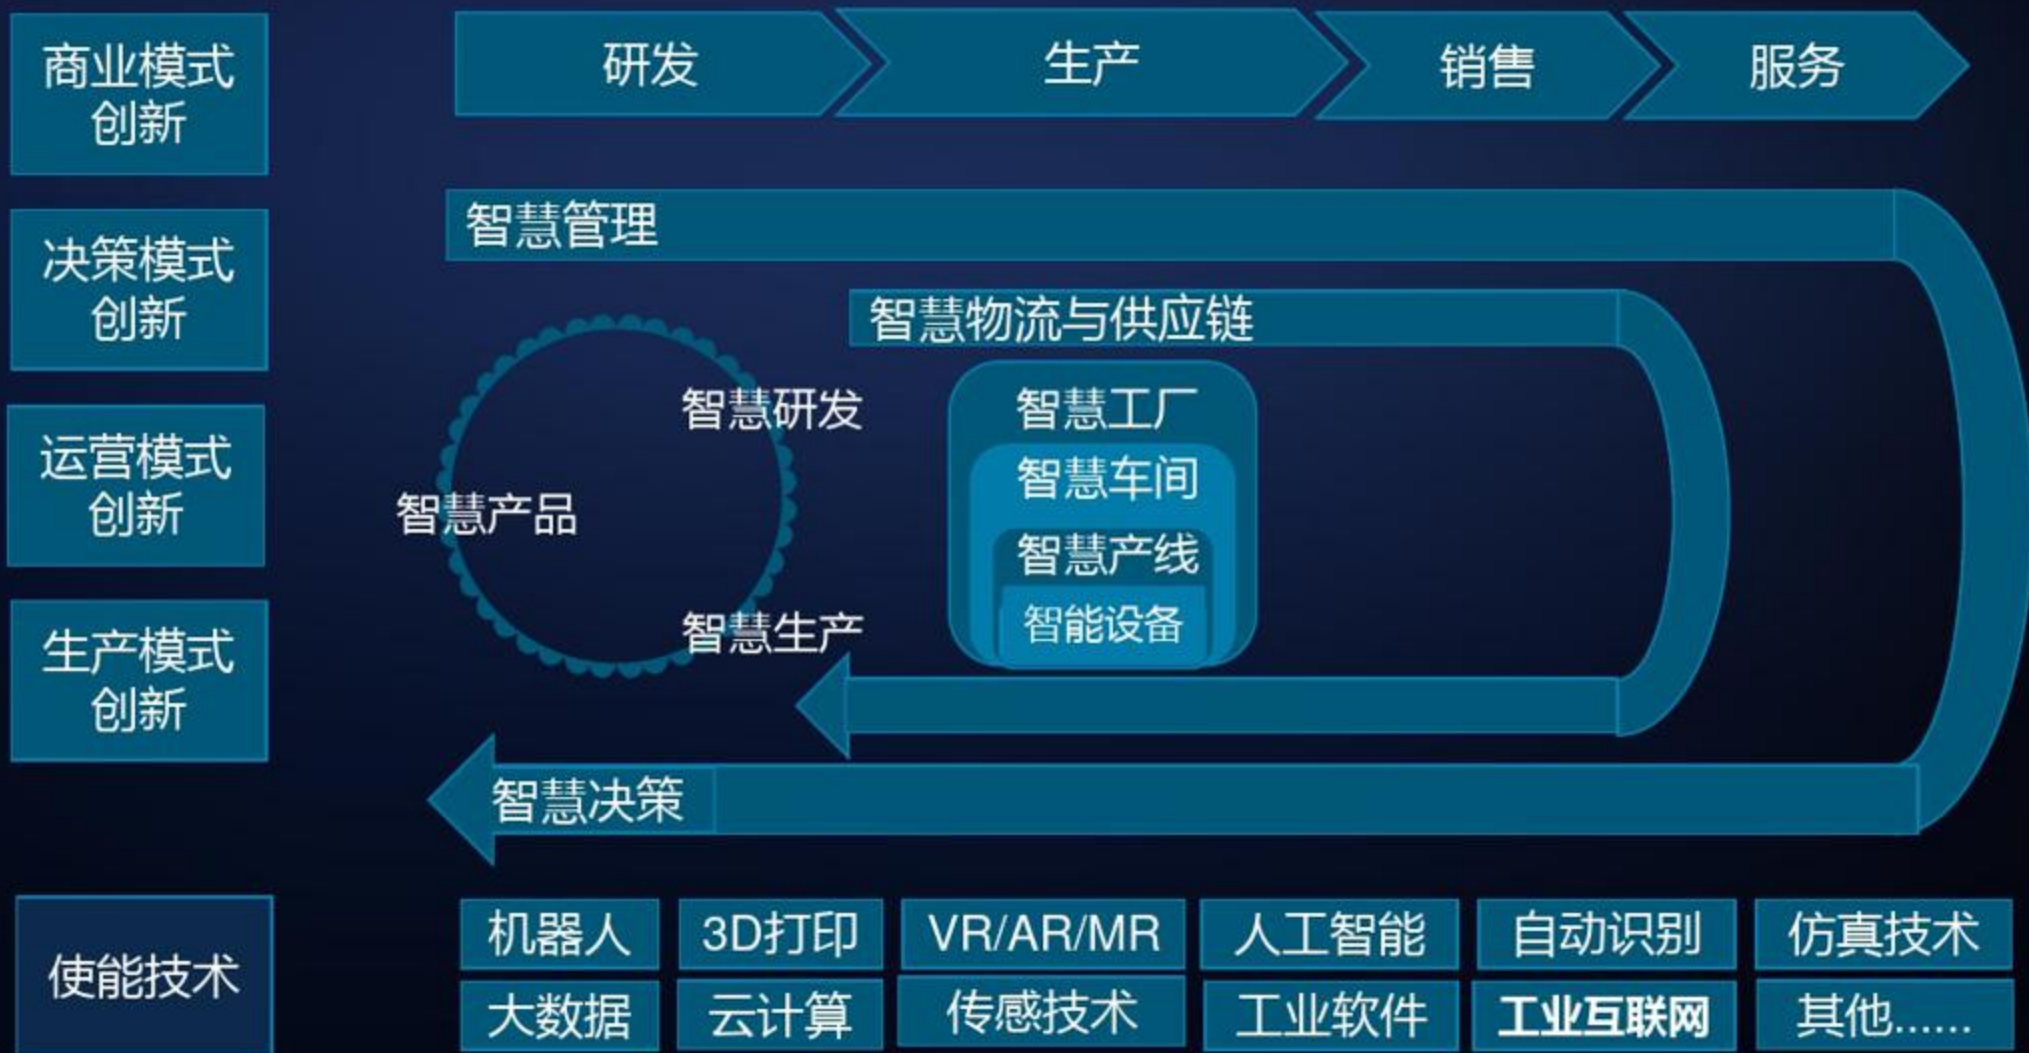 商业模式
创新
研发
生产
销售
服务
决策模式
创新
智慧管理
智慧物流与供应链
运营模式
创新
智慧研发
智慧产品
智慧生产
智慧工厂
智慧车间
智慧产线
智能设备
生产模式
创新
智慧决策
使能技术
机器人
3D打印
VR/AR/MR
人工智能
自动识别
仿真技术
大数据
云计算
传感技术
工业软件
工业互联网
其他......